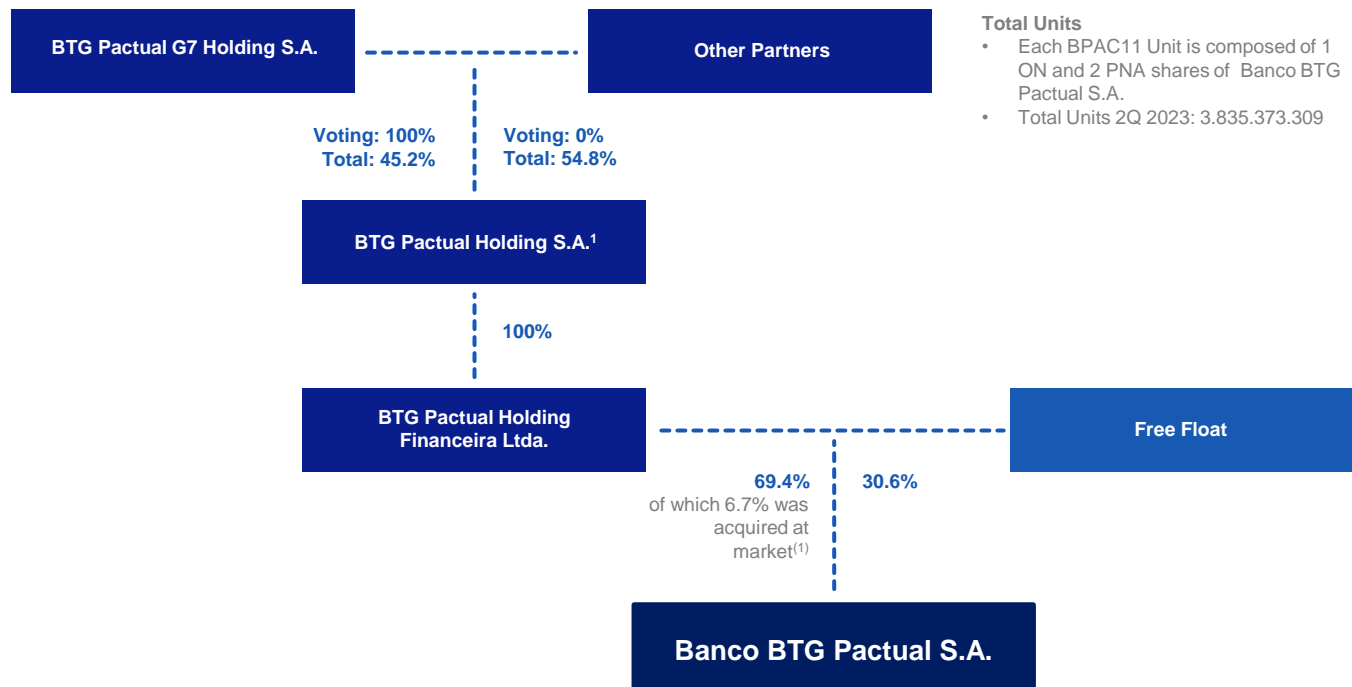 BTG Pactual G7 Holding S.A.
Other Partners
Total Units
• Each BPAC11 Unit is composed of 1
ON and 2 PNA shares of Banco BTG
Pactual S.A.
• Total Units 2Q 2023: 3.835.373.309
Voting: 100%
Total: 45.2%
Voting: 0%
Total: 54.8%
BTG Pactual Holding S.A.¹
100%
BTG Pactual Holding
Financeira Ltda.
Free Float
69.4%
of which 6.7% was
acquired at
market⁽¹⁾
30.6%
Banco BTG Pactual S.A.